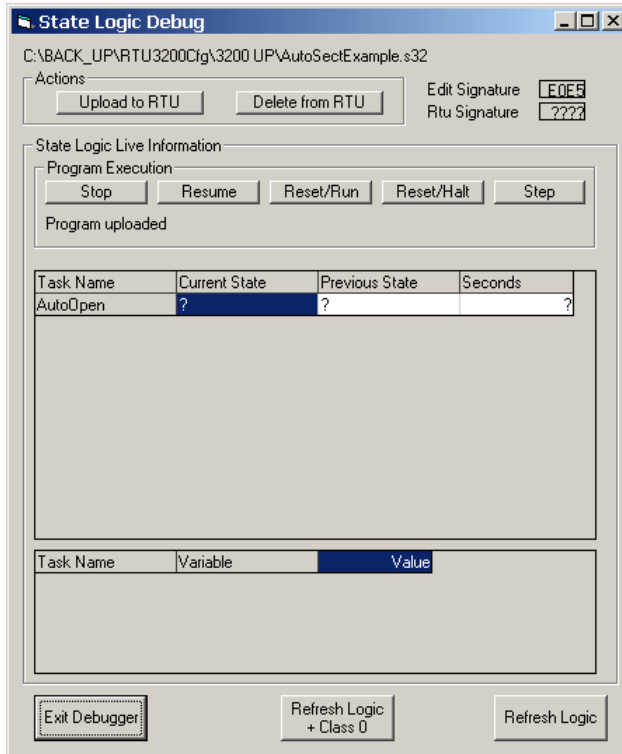 State Logic Debug
C:\BACK_UP\RTU3200Cfg\3200 UP\AutoSectExample.s32
Actions
Upload to RTU Delete from RTU
Edit Signature E0E5
Rtu Signature ????
State Logic Live Information
Program Execution
Stop Resume Reset/Run Reset/Halt Step
Program uploaded
Task Name Current State Previous State Seconds
AutoOpen ? ? ?
Task Name Variable Value
Exit Debugger
Refresh Logic
+ Class 0
Refresh Logic